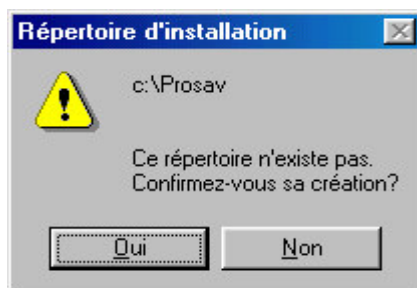 Répertoire d'installation
c:\Prosav
Ce répertoire n'existe pas.
Confirmez-vous sa création?
Oui
Non